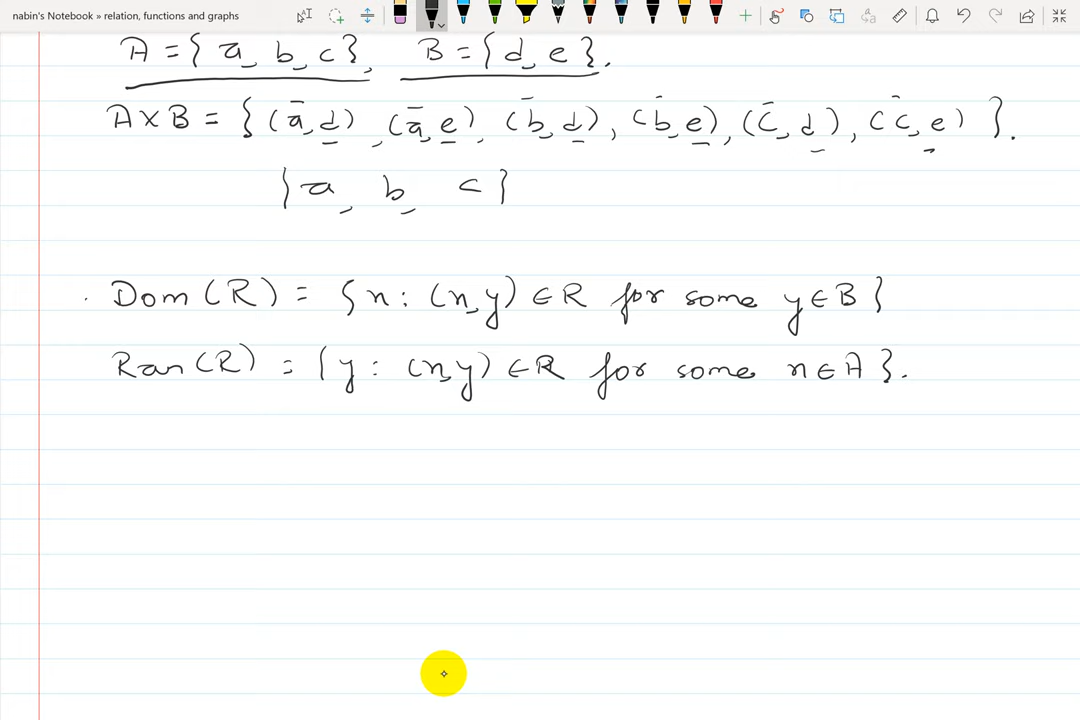 nabin's Notebook » relation, functions and graphs
A = { a, b, c }, B = { d, e }.
A × B = { (a, d), (a, e), (b, d), (b, e), (c, d), (c, e) }.
{ a, b, c }
Dom (R) = { x : (x, y) ∈ R for some y ∈ B }
Ran (R) = { y : (x, y) ∈ R for some x ∈ A }.